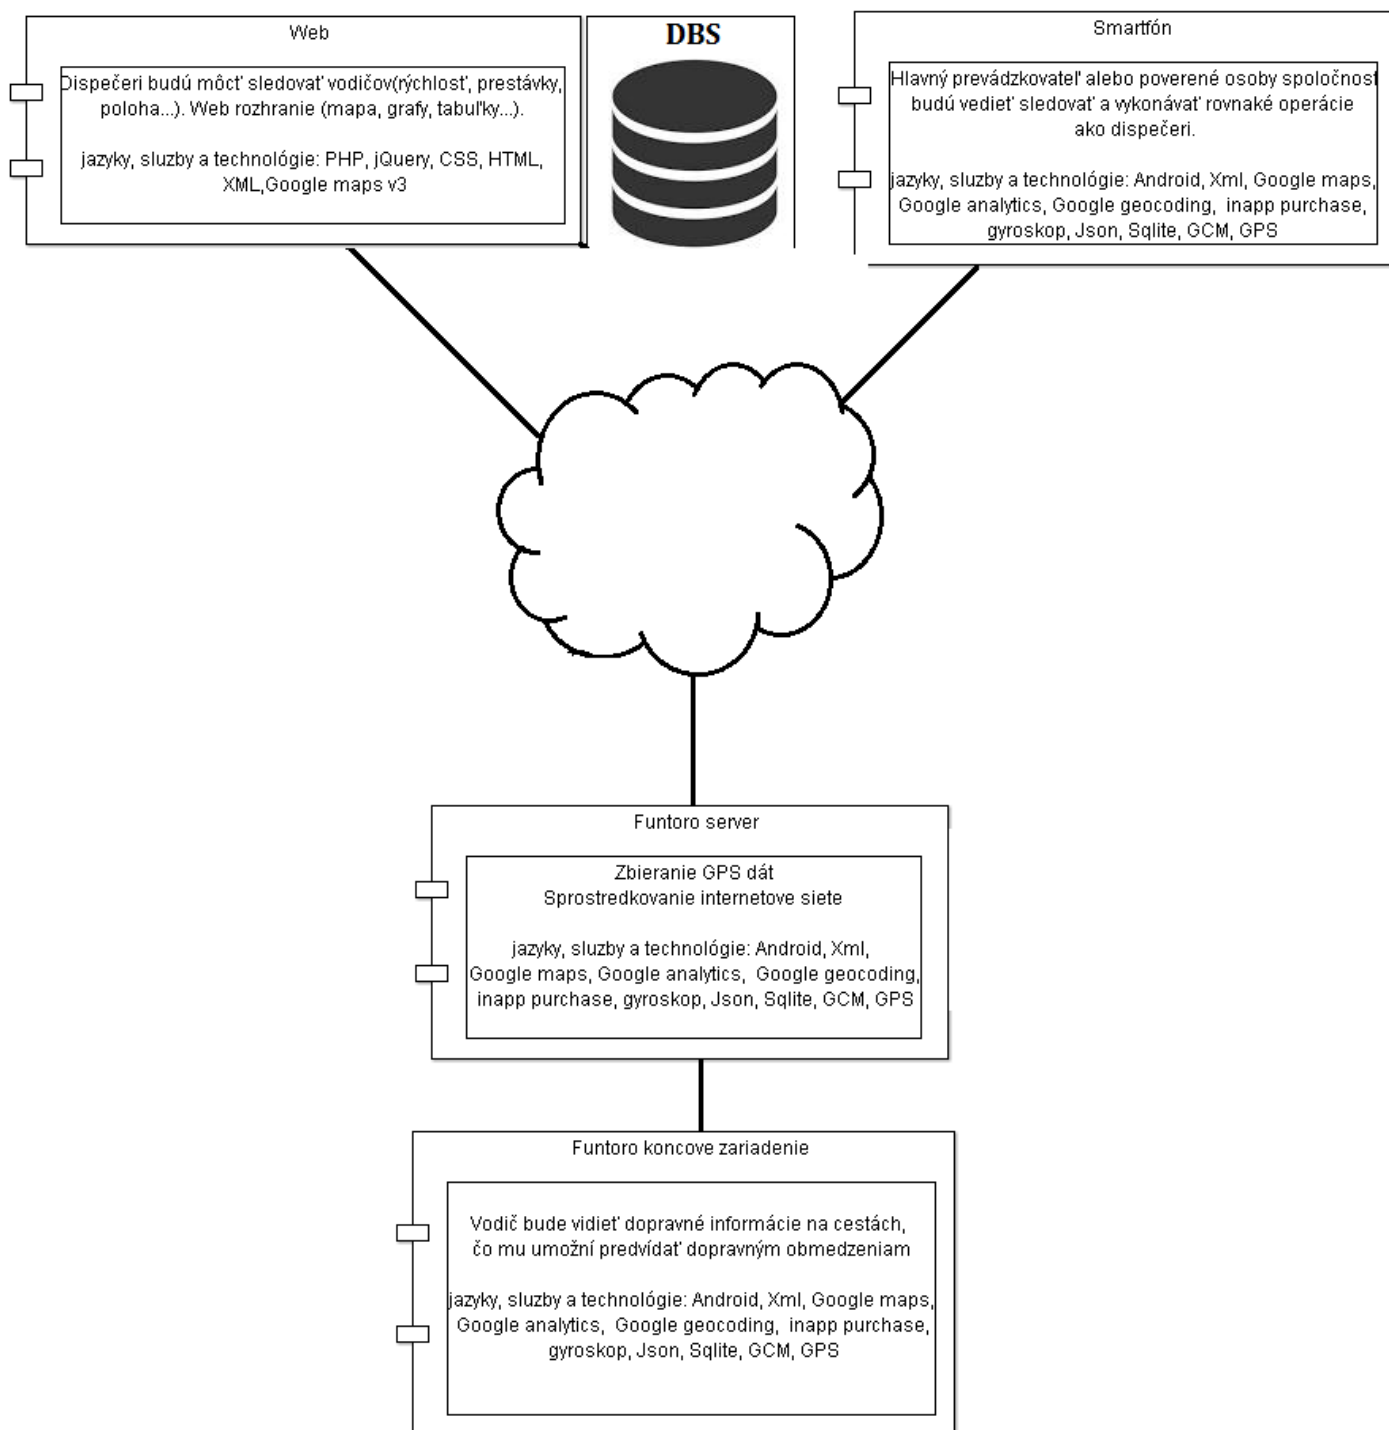 Web
Dispečeri budú môcť sledovať vodičov(rýchlosť, prestávky,
poloha...). Web rozhranie (mapa, grafy, tabuľky...).
jazyky, sluzby a technológie: PHP, jQuery, CSS, HTML,
XML,Google maps v3
DBS
Smartfón
Hlavný prevádzkovateľ alebo poverené osoby spoločnosť
budú vedieť sledovať a vykonávať rovnaké operácie
ako dispečeri.
jazyky, sluzby a technológie: Android, Xml, Google maps,
Google analytics, Google geocoding, inapp purchase,
gyroskop, Json, Sqlite, GCM, GPS
Funtoro server
Zbieranie GPS dát
Sprostredkovanie internetove siete
jazyky, sluzby a technológie: Android, Xml,
Google maps, Google analytics, Google geocoding,
inapp purchase, gyroskop, Json, Sqlite, GCM, GPS
Funtoro koncove zariadenie
Vodič bude vidieť dopravné informácie na cestách,
čo mu umožní predvídať dopravným obmedzeniam
jazyky, sluzby a technológie: Android, Xml, Google maps,
Google analytics, Google geocoding, inapp purchase,
gyroskop, Json, Sqlite, GCM, GPS